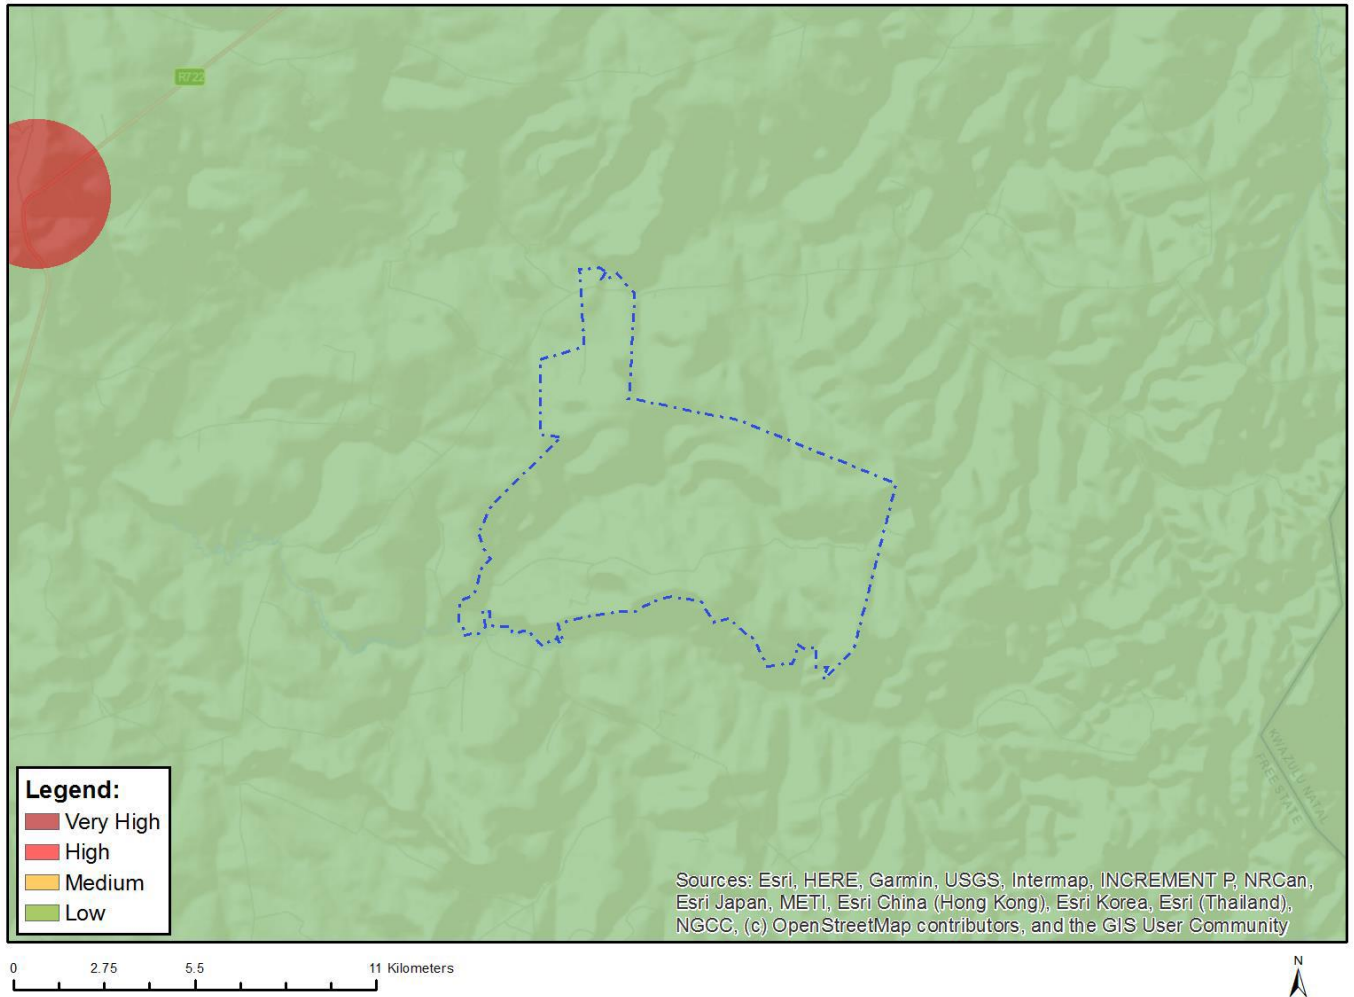 R722
KWAZULU NATAL
FREE STATE
Legend:
Very High
High
Medium
Low
Sources: Esri, HERE, Garmin, USGS, Intermap, INCREMENT P, NRCan,
Esri Japan, METI, Esri China (Hong Kong), Esri Korea, Esri (Thailand),
NGCC, (c) OpenStreetMap contributors, and the GIS User Community
0 2.75 5.5 11 Kilometers
N